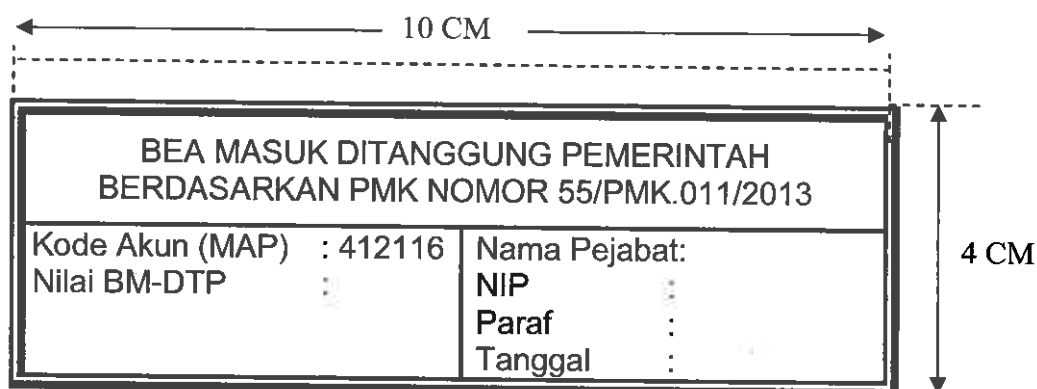 10 CM
BEA MASUK DITANGGUNG PEMERINTAH
BERDASARKAN PMK NOMOR 55/PMK.011/2013
Kode Akun (MAP) : 412116
Nilai BM-DTP :
Nama Pejabat:
NIP :
Paraf :
Tanggal :
4 CM